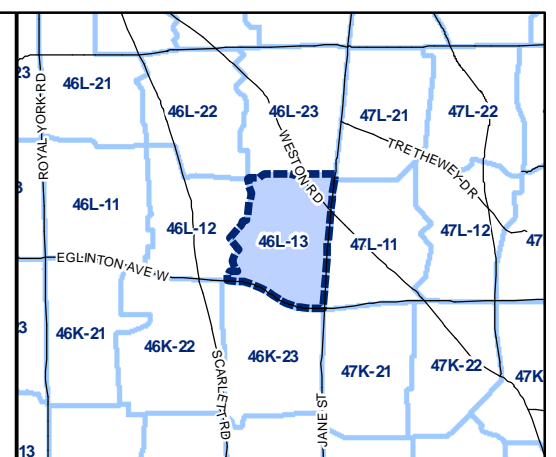 23
46L-21
46L-22
46L-23
47L-21
47L-22
ROYAL YORK RD
WESTON RD
TRETHEWEY DR
3
46L-11
46L-12
46L-13
47L-11
47L-12
47
EGLINTON AVE W
3
46K-21
46K-22
46K-23
47K-21
47K-22
47K
SCARLETT RD
JANE ST
13